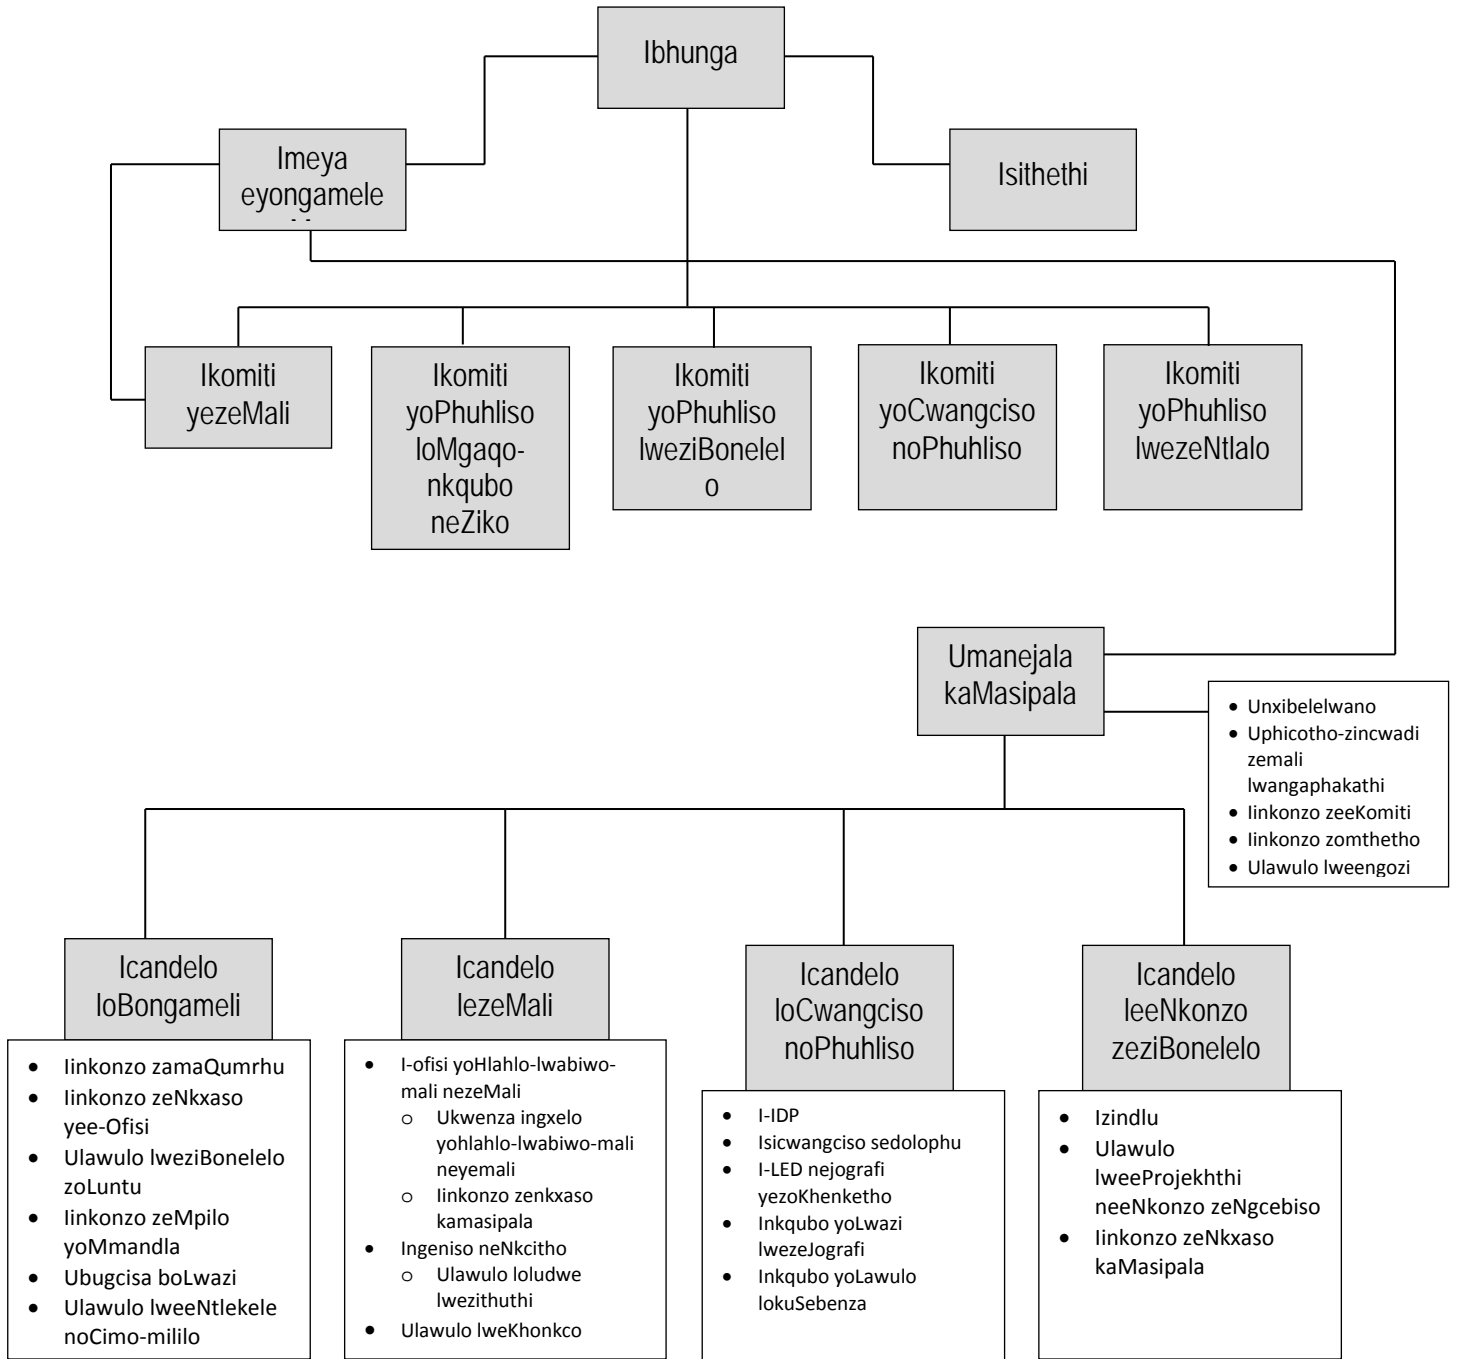 Ibhunga
Imeya
eyongamele
Isithethi
Ikomiti
yezeMali
Ikomiti
yoPhuhliso
loMgaqo-
nkqubo
neZiko
Ikomiti
yoPhuhliso
lweziBonelel
o
Ikomiti
yoCwangciso
noPhuhliso
Ikomiti
yoPhuhliso
lwezeNtlalo
Umanejala
kaMasipala
• Unxibelelwano
• Uphicotho-zincwadi
zemali
lwangaphakathi
• Iinkonzo zeeKomiti
• Iinkonzo zomthetho
• Ulawulo lweengozi
Icandelo
loBongameli
• Iinkonzo zamaQumrhu
• Iinkonzo zeNkxaso
yee-Ofisi
• Ulawulo lweziBonelelo
zoLuntu
• Iinkonzo zeMpilo
yoMmandla
• Ubugcisa boLwazi
• Ulawulo lweeNtlekele
noCimo-mililo
Icandelo
lezeMali
• I-ofisi yoHlahlo-lwabiwo-
mali nezeMali
o Ukwenza ingxelo
yohlahlo-lwabiwo-mali
neyemali
o Iinkonzo zenkxaso
kamasipala
• Ingeniso neNkcitho
o Ulawulo loludwe
lwezithuthi
• Ulawulo lweKhonkco
Icandelo
loCwangciso
noPhuhliso
• I-IDP
• Isicwangciso sedolophu
• I-LED nejografi
yezoKhenketho
• Inkqubo yoLwazi
lwezeJografi
• Inkqubo yoLawulo
lokuSebenza
Icandelo
leeNkonzo
zeziBonelelo
• Izindlu
• Ulawulo
lweeProjekhthi
neeNkonzo zeNgcebiso
• Iinkonzo zeNkxaso
kaMasipala